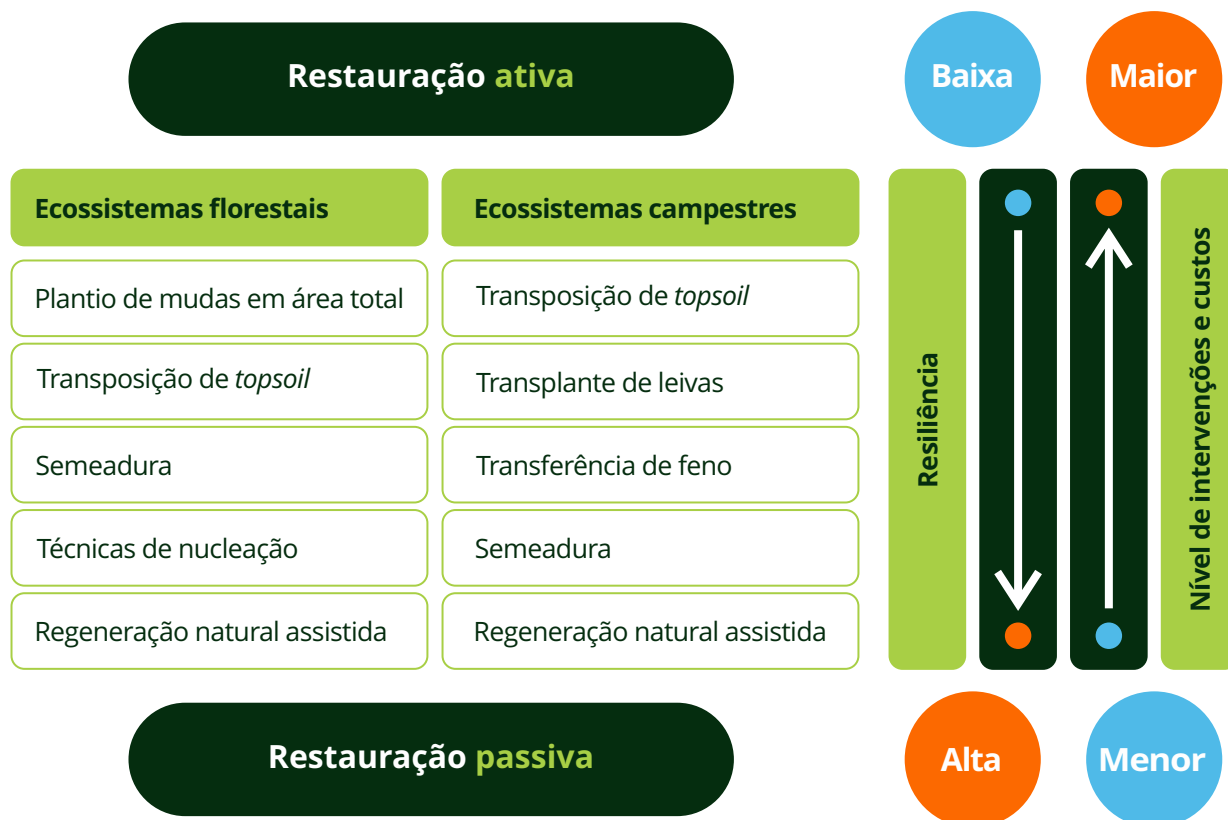 Restauração ativa
Baixa
Maior
Ecossistemas florestais
Ecossistemas campestres
Plantio de mudas em área total
Transposição de topsoil
Transposição de topsoil
Transplante de leivas
Semeadura
Transferência de feno
Técnicas de nucleação
Semeadura
Regeneração natural assistida
Regeneração natural assistida
Resiliência
Nível de intervenções e custos
Restauração passiva
Alta
Menor